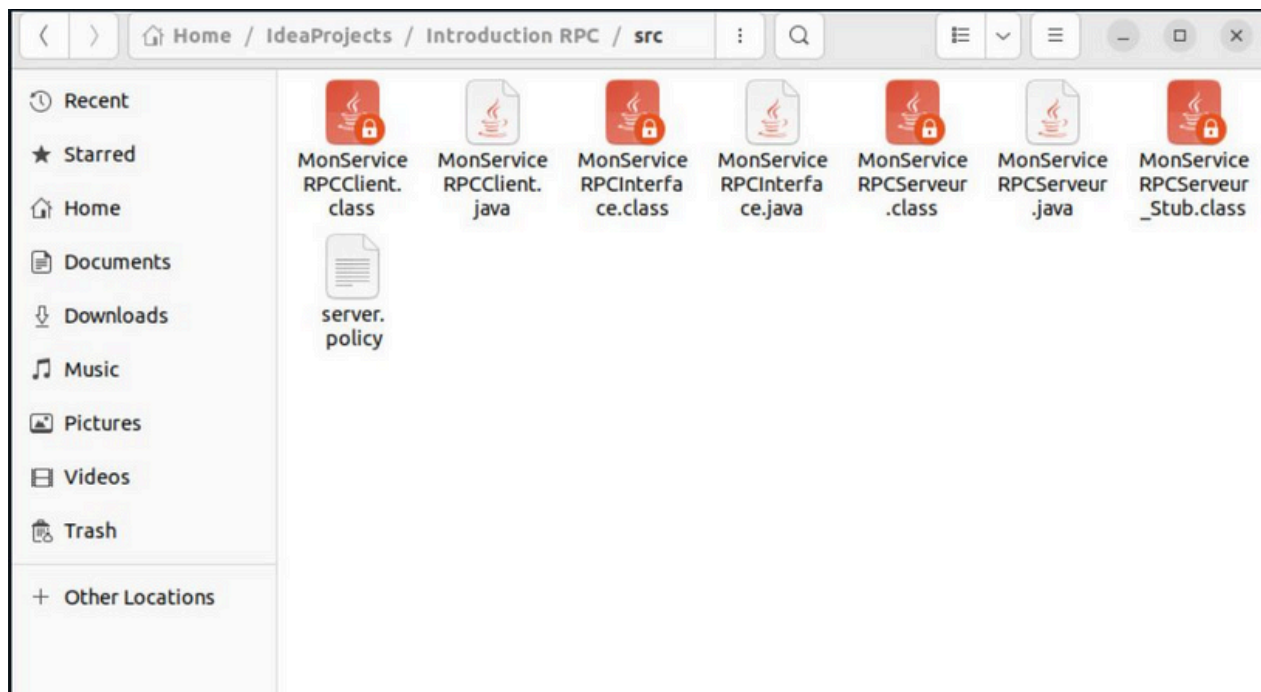 Home / IdeaProjects / Introduction RPC / src
Recent
Starred
Home
Documents
Downloads
Music
Pictures
Videos
Trash
Other Locations
MonService
RPCClient.
class
MonService
RPCClient.
java
MonService
RPCInterfa
ce.class
MonService
RPCInterfa
ce.java
MonService
RPCServeur
.class
MonService
RPCServeur
.java
MonService
RPCServeur
_Stub.class
server.
policy